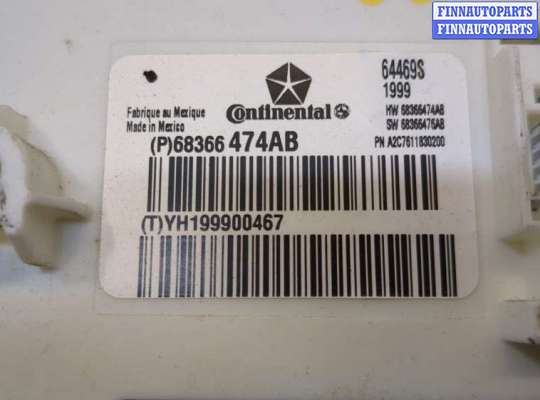 FINNAUTOPARTS
FINNAUTOPARTS
64469S
1999
Fabrique au Mexique
Made in Mexico
Continental
HW 68366474AB
SW 68366476AB
(P)68366 474AB
PN A2C7611830200
(T)YH199900467